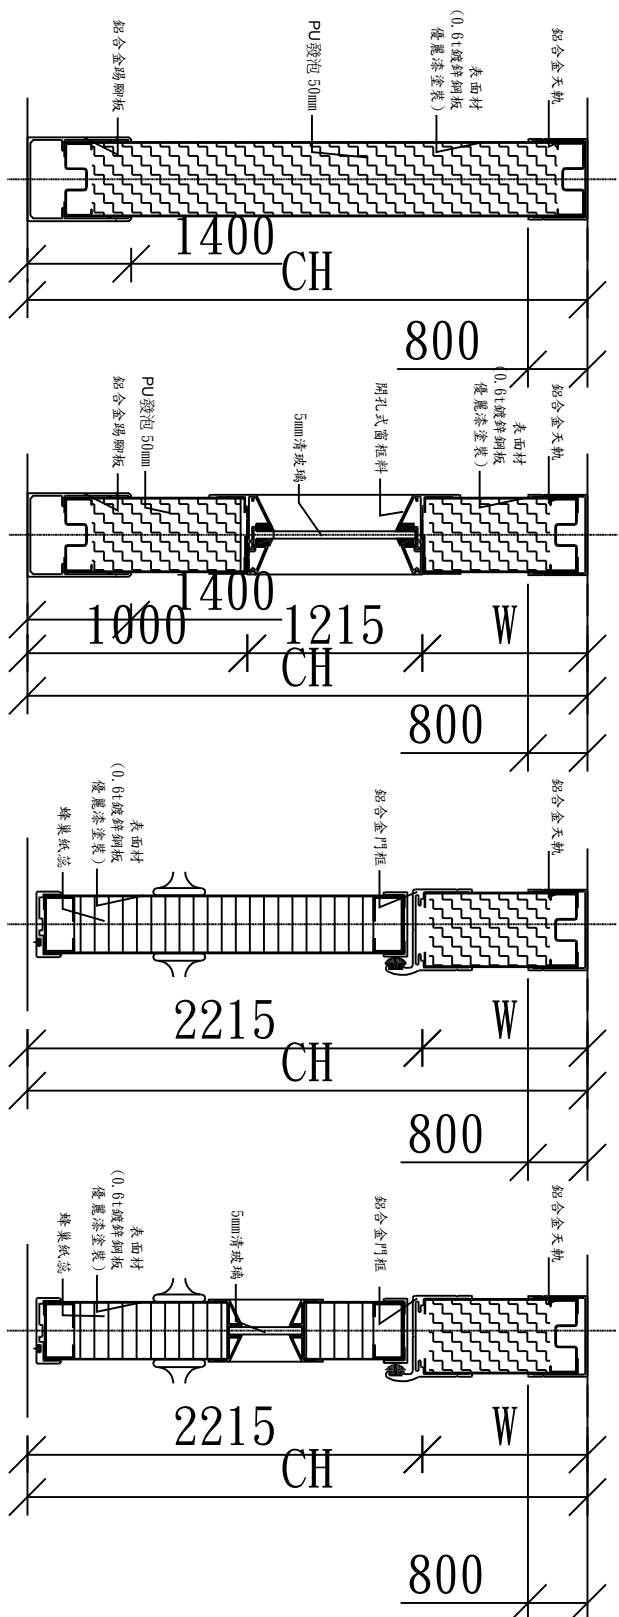 鋁合金踢腳板
PU發泡 50mm
表面材
(0.6t鍍鋅鋼板
優麗漆塗裝)
鋁合金天軌
1400
CH
800
鋁合金踢腳板
PU發泡 50mm
5mm清玻璃
開孔式窗框料
表面材
(0.6t鍍鋅鋼板
優麗漆塗裝)
鋁合金天軌
1400
1000
1215
W
CH
800
蜂巢紙蕊
表面材
(0.6t鍍鋅鋼板
優麗漆塗裝)
鋁合金門框
鋁合金天軌
2215
W
CH
800
蜂巢紙蕊
表面材
(0.6t鍍鋅鋼板
優麗漆塗裝)
5mm清玻璃
鋁合金門框
鋁合金天軌
2215
W
CH
800